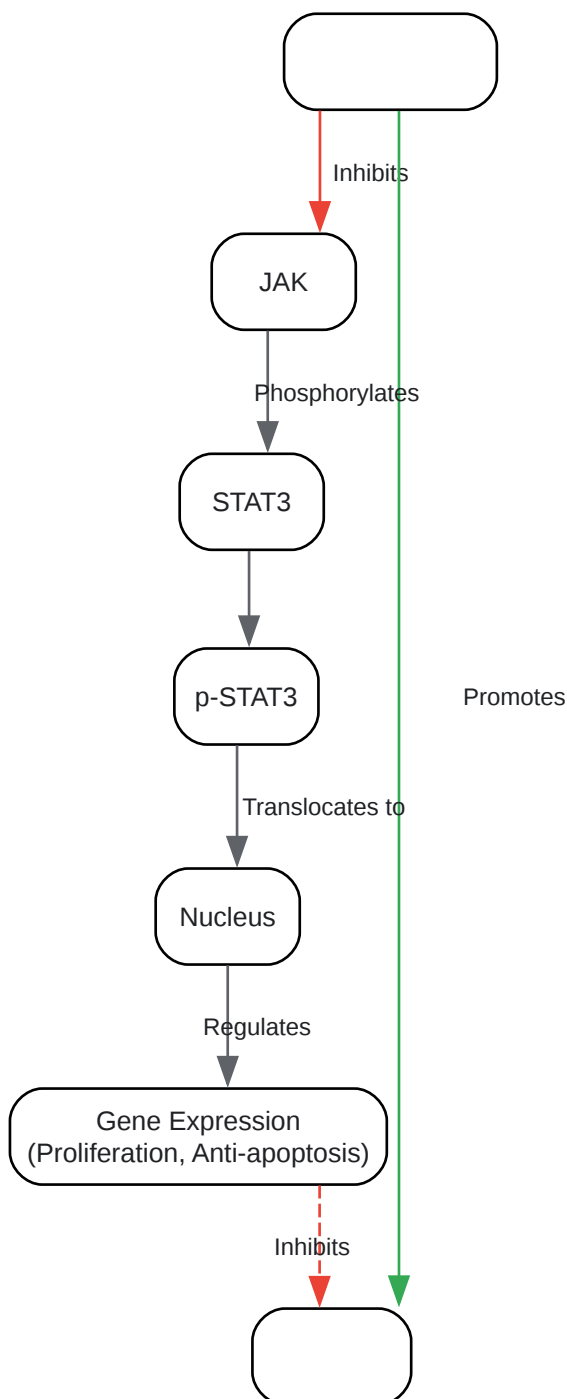 Inhibits
JAK
Phosphorylates
STAT3
p-STAT3
Promotes
Translocates to
Nucleus
Regulates
Gene Expression
(Proliferation, Anti-apoptosis)
Inhibits